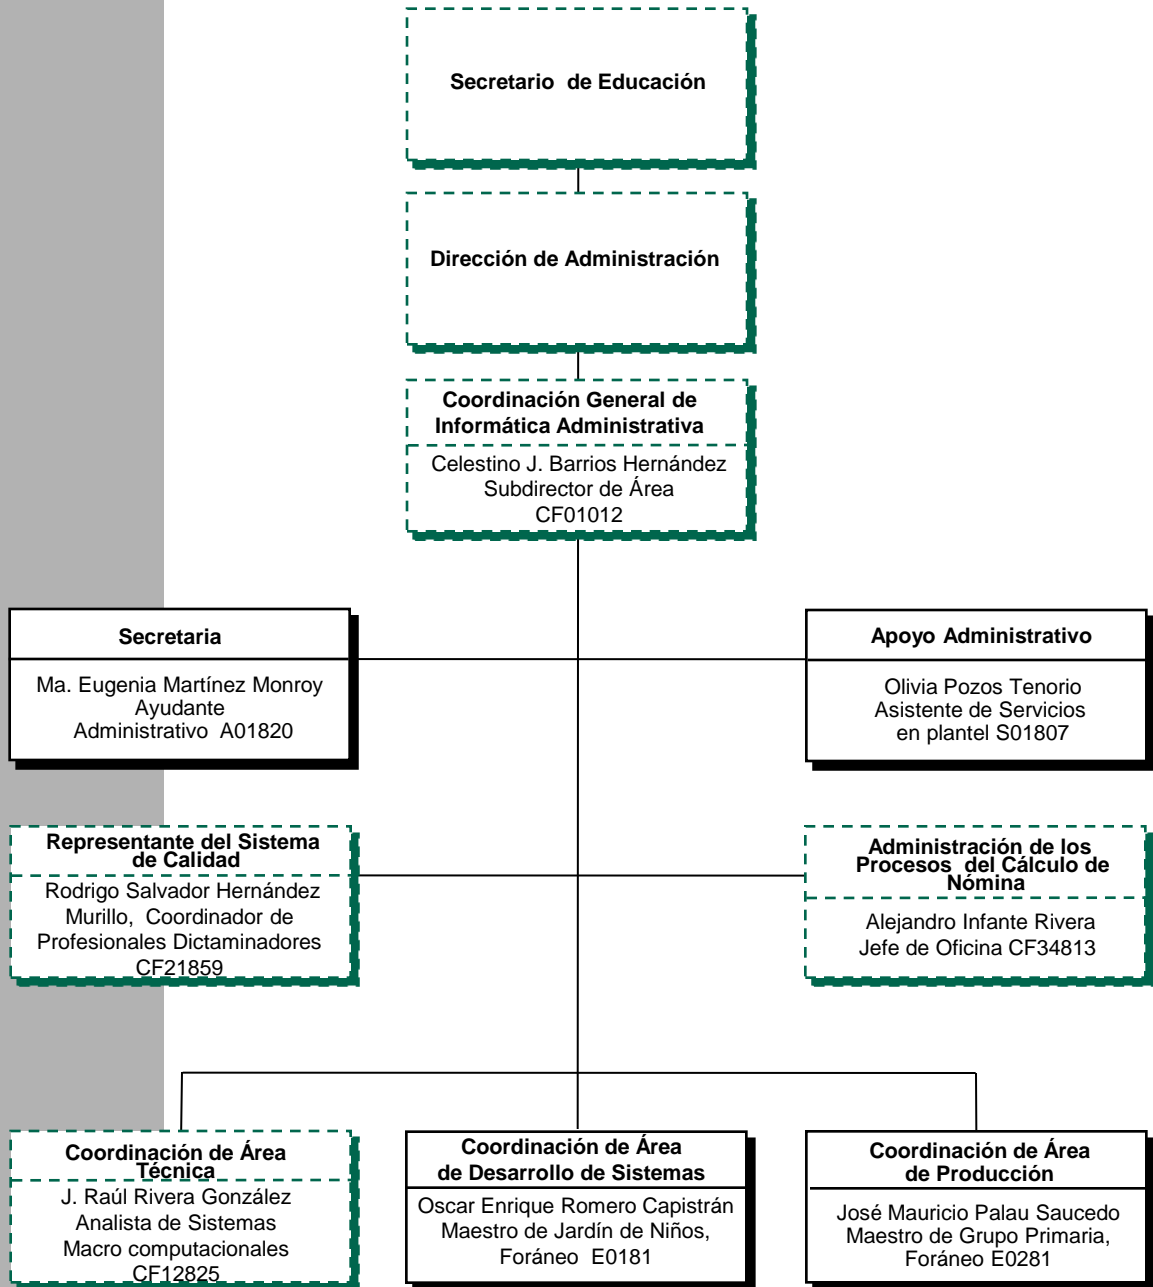 Secretario de Educación
Dirección de Administración
Coordinación General de
Informática Administrativa
Celestino J. Barrios Hernández
Subdirector de Área
CF01012
Secretaria
Ma. Eugenia Martínez Monroy
Ayudante
Administrativo A01820
Apoyo Administrativo
Olivia Pozos Tenorio
Asistente de Servicios
en plantel S01807
Representante del Sistema
de Calidad
Rodrigo Salvador Hernández
Murillo, Coordinador de
Profesionales Dictaminadores
CF21859
Administración de los
Procesos del Cálculo de
Nómina
Alejandro Infante Rivera
Jefe de Oficina CF34813
Coordinación de Área
Técnica
J. Raúl Rivera González
Analista de Sistemas
Macro computacionales
CF12825
Coordinación de Área
de Desarrollo de Sistemas
Oscar Enrique Romero Capistrán
Maestro de Jardín de Niños,
Foráneo E0181
Coordinación de Área
de Producción
José Mauricio Palau Saucedo
Maestro de Grupo Primaria,
Foráneo E0281